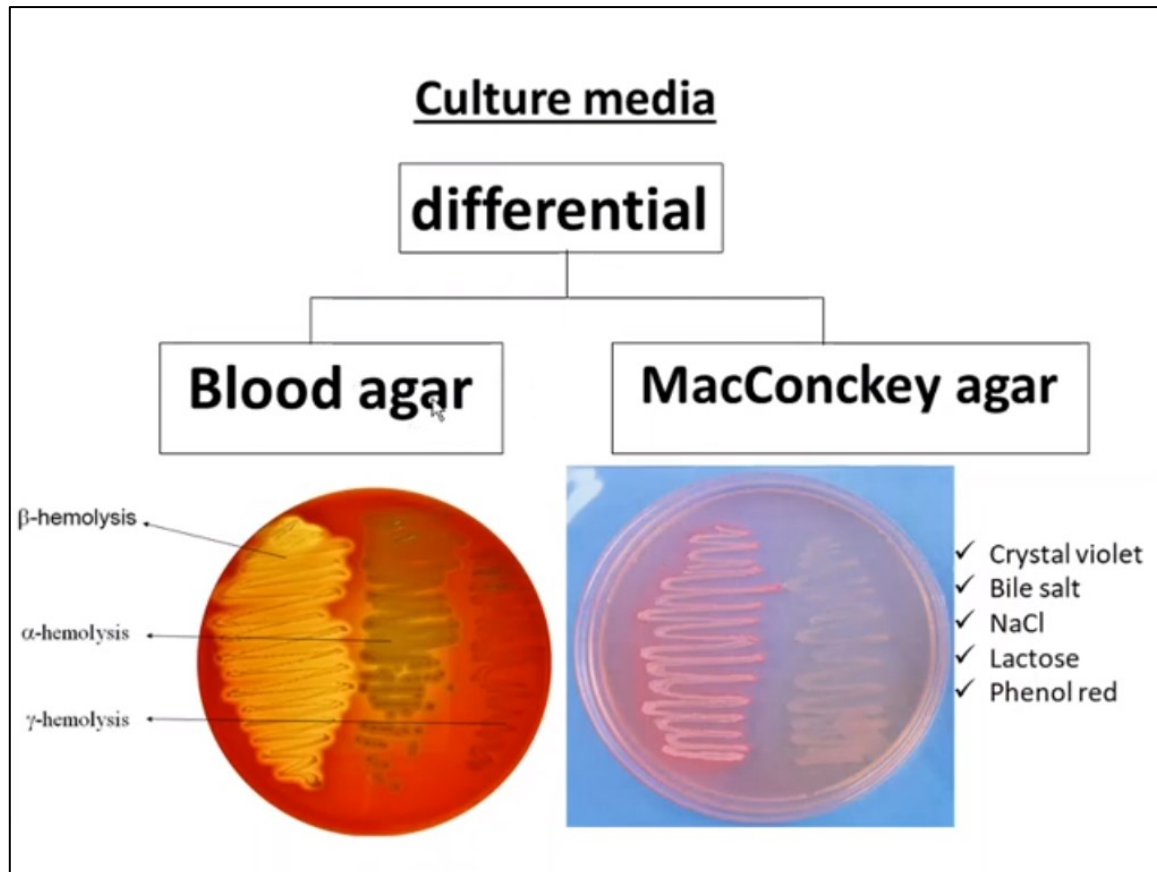 Culture media
differential
Blood agar
MacConckey agar
β-hemolysis
α-hemolysis
γ-hemolysis
✓ Crystal violet
✓ Bile salt
✓ NaCl
✓ Lactose
✓ Phenol red